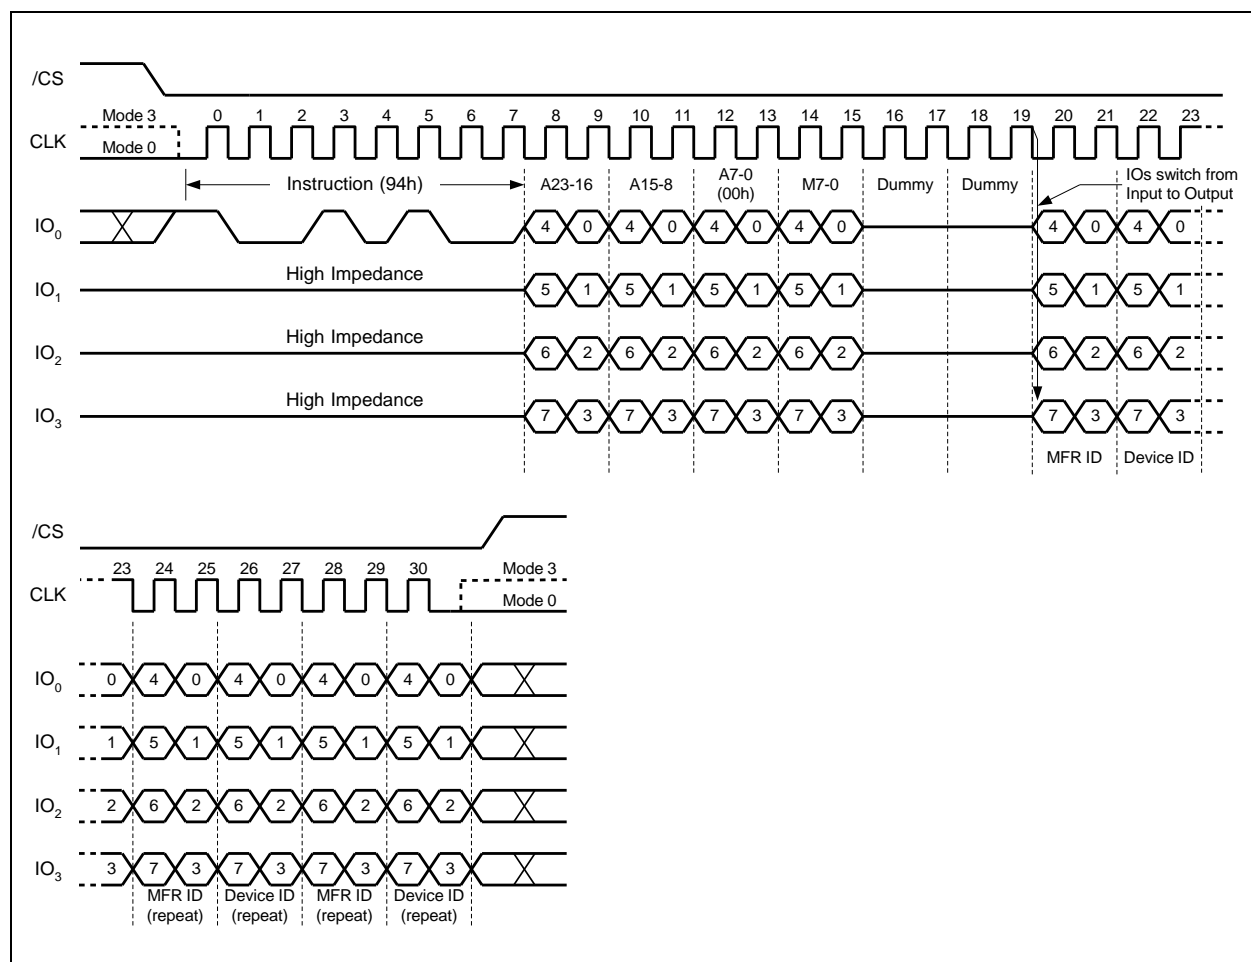 /CS
Mode 3 0 1 2 3 4 5 6 7 8 9 10 11 12 13 14 15 16 17 18 19 20 21 22 23
CLK
Mode 0
Instruction (94h) A23-16 A15-8 A7-0 (00h) M7-0 Dummy Dummy IOs switch from Input to Output
IO0 4 0 4 0 4 0 4 0 4 0 4 0
High Impedance
IO1 5 1 5 1 5 1 5 1 5 1 5 1
High Impedance
IO2 6 2 6 2 6 2 6 2 6 2 6 2
High Impedance
IO3 7 3 7 3 7 3 7 3 7 3 7 3
MFR ID Device ID
/CS
23 24 25 26 27 28 29 30 Mode 3
CLK
Mode 0
IO0 0 4 0 4 0 4 0 4 0
IO1 1 5 1 5 1 5 1 5 1
IO2 2 6 2 6 2 6 2 6 2
IO3 3 7 3 7 3 7 3 7 3
MFR ID Device ID MFR ID Device ID
(repeat) (repeat) (repeat) (repeat)